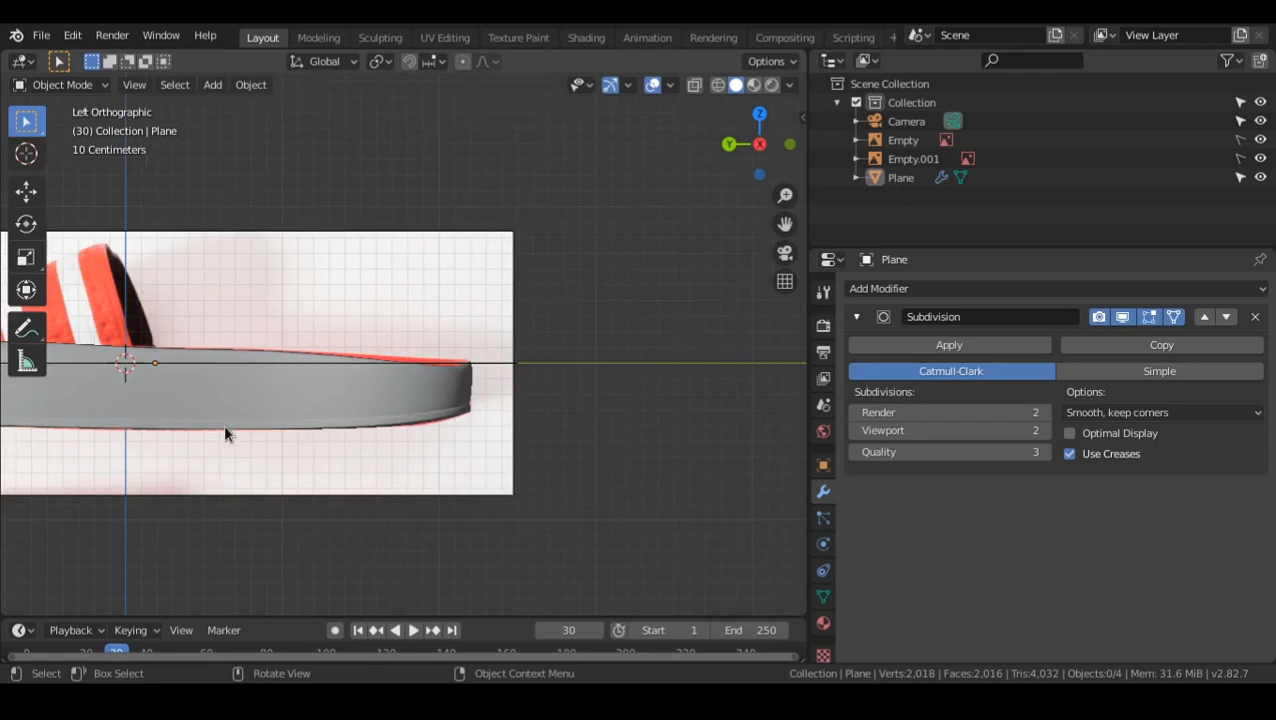 File Edit Render Window Help Layout Modeling Sculpting UV Editing Texture Paint Shading Animation Rendering Compositing Scripting + Scene View Layer
Global Options
Object Mode View Select Add Object
Left Orthographic
(30) Collection | Plane
10 Centimeters
Z
Y X
Scene Collection
Collection
Camera
Empty
Empty.001
Plane
Plane
Add Modifier
Subdivision
Apply Copy
Catmull-Clark Simple
Subdivisions: Options:
Render 2 Smooth, keep corners
Viewport 2 Optimal Display
Quality 3 Use Creases
Playback Keying View Marker 30 Start 1 End 250
Select Box Select Rotate View Object Context Menu Collection | Plane | Verts:2,018 | Faces:2,016 | Tris:4,032 | Objects:0/4 | Mem: 31.6 MiB | v2.82.7